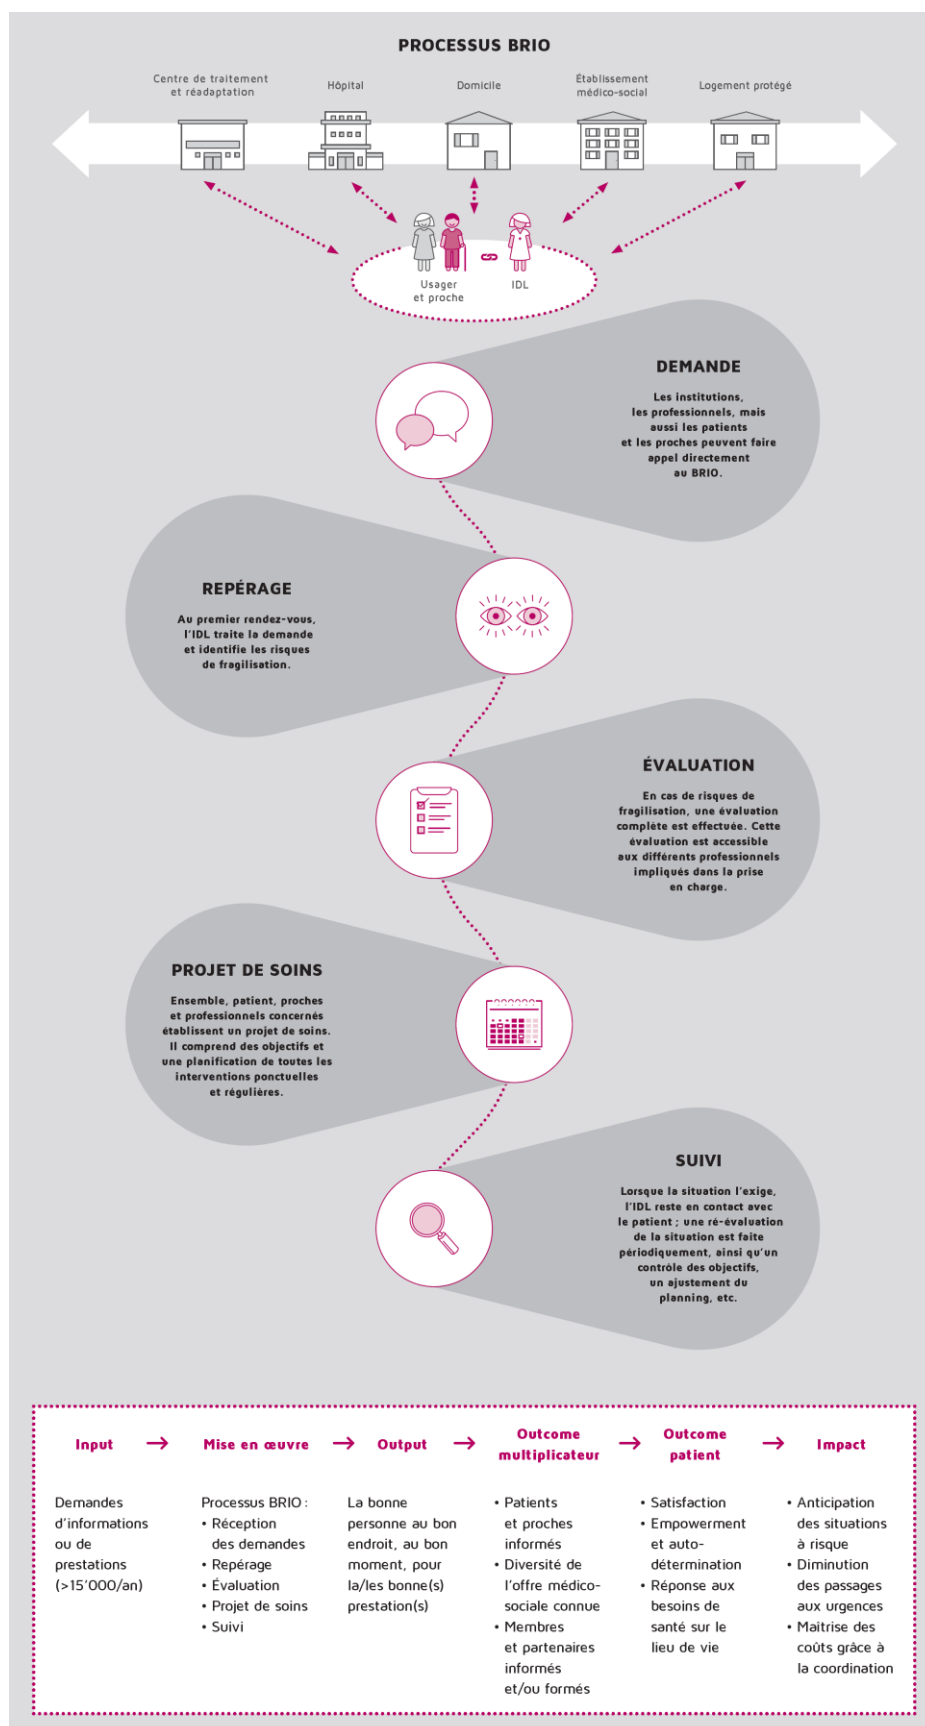 PROCESSUS BRIO
Centre de traitement
et réadaptation
Hôpital
Domicile
Établissement
médico-social
Logement protégé
Usager
et proche
IDL
DEMANDE
Les institutions,
les professionnels, mais
aussi les patients
et les proches peuvent faire
appel directement
au BRIO.
REPÉRAGE
Au premier rendez-vous,
l'IDL traite la demande
et identifie les risques
de fragilisation.
ÉVALUATION
En cas de risques de
fragilisation, une évaluation
complète est effectuée. Cette
évaluation est accessible
aux différents professionnels
impliqués dans la prise
en charge.
PROJET DE SOINS
Ensemble, patient, proches
et professionnels concernés
établissent un projet de soins.
Il comprend des objectifs et
une planification de toutes les
interventions ponctuelles
et régulières.
SUIVI
Lorsque la situation l'exige,
l'IDL reste en contact avec
le patient ; une ré-évaluation
de la situation est faite
périodiquement, ainsi qu'un
contrôle des objectifs,
un ajustement du
planning, etc.
Input → Mise en œuvre → Output → Outcome multiplicateur → Outcome patient → Impact
Demandes
d'informations
ou de
prestations
(>15'000/an)
Processus BRIO :
• Réception
des demandes
• Repérage
• Évaluation
• Projet de soins
• Suivi
La bonne
personne au bon
endroit, au bon
moment, pour
la/les bonne(s)
prestation(s)
• Patients
et proches
informés
• Diversité de
l'offre médico-
sociale connue
• Membres
et partenaires
informés
et/ou formés
• Satisfaction
• Empowerment
et auto-
détermination
• Réponse aux
besoins de
santé sur le
lieu de vie
• Anticipation
des situations
à risque
• Diminution
des passages
aux urgences
• Maîtrise des
coûts grâce à
la coordination